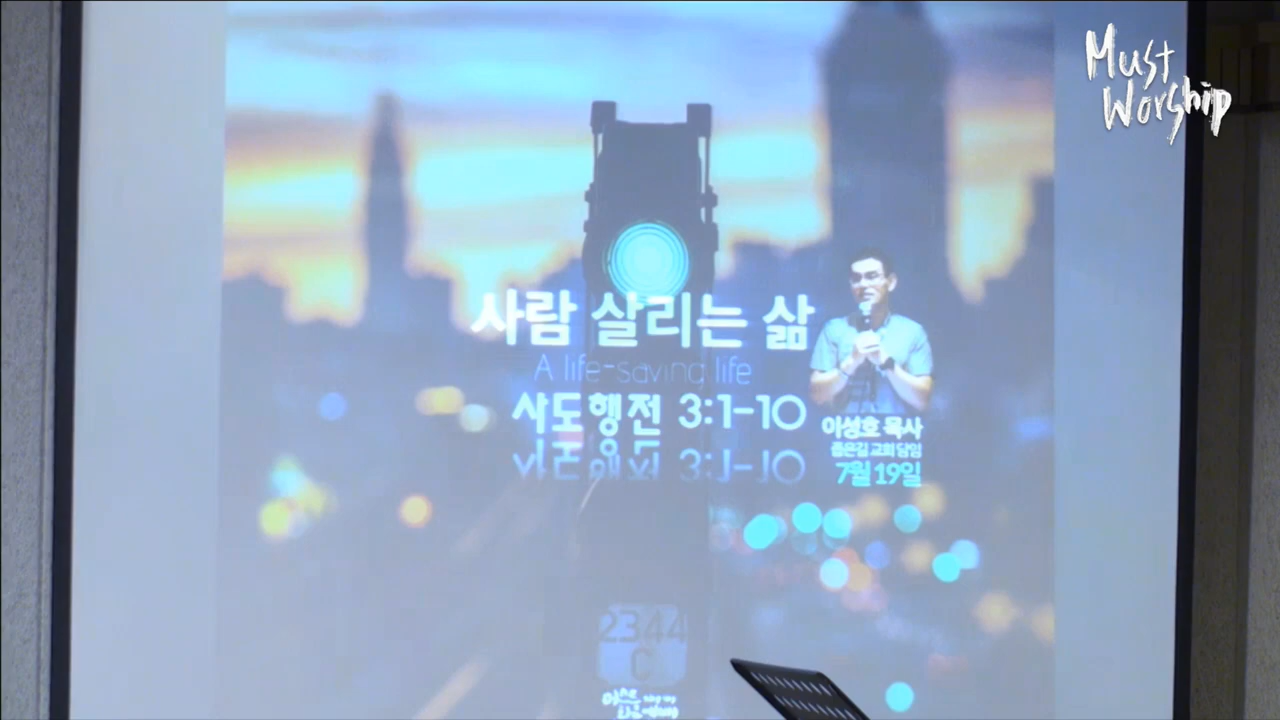 Must
Worship
사람 살리는 삶
A life-saving life
사도행전 3:1-10
이성호 목사
좁은길 교회 담임
7월 19일
2344
C